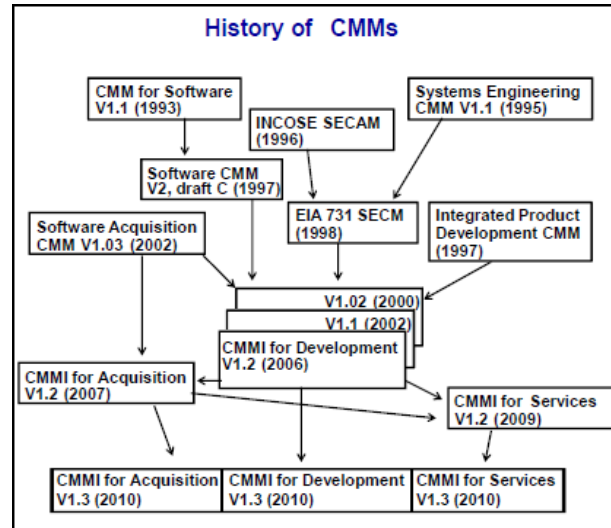 History of CMMs
CMM for Software
V1.1 (1993)
Systems Engineering
CMM V1.1 (1995)
INCOSE SECAM
(1996)
Software CMM
V2, draft C (1997)
EIA 731 SECM
(1998)
Integrated Product
Development CMM
(1997)
Software Acquisition
CMM V1.03 (2002)
V1.02 (2000)
V1.1 (2002)
CMMI for Development
V1.2 (2006)
CMMI for Acquisition
V1.2 (2007)
CMMI for Services
V1.2 (2009)
CMMI for Acquisition
V1.3 (2010)
CMMI for Development
V1.3 (2010)
CMMI for Services
V1.3 (2010)